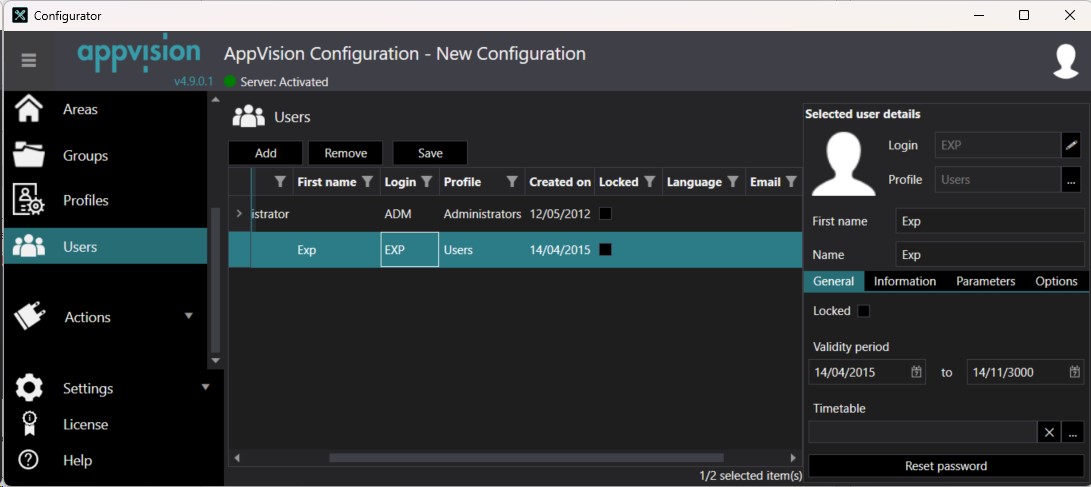 Configurator
appvision
v4.9.0.1
AppVision Configuration - New Configuration
Server: Activated
Areas
Groups
Profiles
Users
Actions
Settings
License
Help
Users
Add Remove Save
First name Login Profile Created on Locked Language Email
istrator ADM Administrators 12/05/2012
Exp EXP Users 14/04/2015
1/2 selected item(s)
Selected user details
Login EXP
Profile Users ...
First name Exp
Name Exp
General Information Parameters Options
Locked
Validity period
14/04/2015 to 14/11/3000
Timetable
...
Reset password